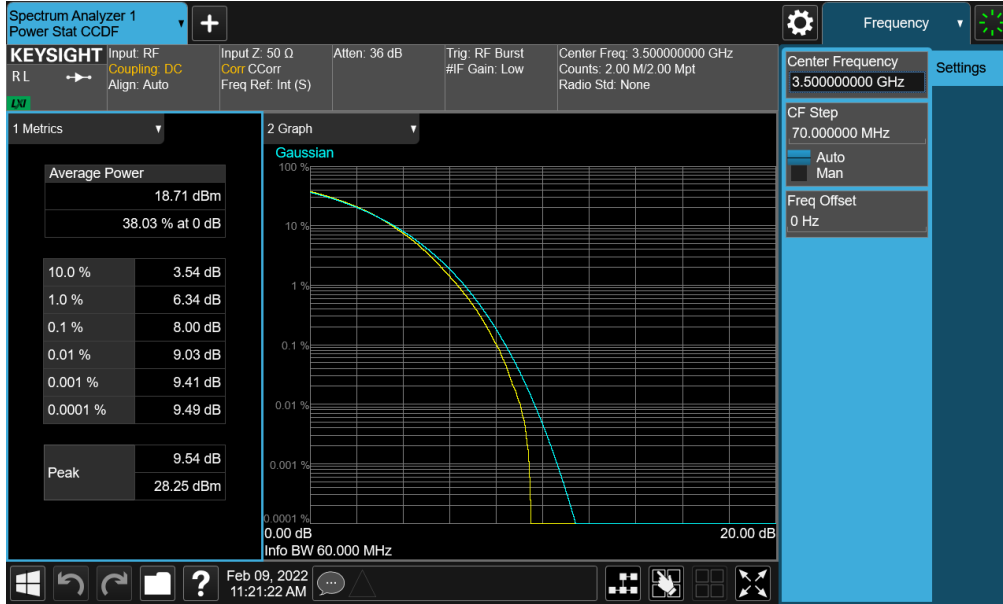 Spectrum Analyzer 1
Power Stat CCDF
Frequency
KEYSIGHT
RL
LXI
Input: RF
Coupling: DC
Align: Auto
Input Z: 50 Ω
Corr CCorr
Freq Ref: Int (S)
Atten: 36 dB
Trig: RF Burst
#IF Gain: Low
Center Freq: 3.500000000 GHz
Counts: 2.00 M/2.00 Mpt
Radio Std: None
Center Frequency
3.500000000 GHz
Settings
CF Step
70.000000 MHz
Auto
Man
Freq Offset
0 Hz
1 Metrics
Average Power
18.71 dBm
38.03 % at 0 dB
10.0 % 3.54 dB
1.0 % 6.34 dB
0.1 % 8.00 dB
0.01 % 9.03 dB
0.001 % 9.41 dB
0.0001 % 9.49 dB
Peak
9.54 dB
28.25 dBm
2 Graph
Gaussian
100 %
10 %
1 %
0.1 %
0.01 %
0.001 %
0.0001 %
0.00 dB 20.00 dB
Info BW 60.000 MHz
?
Feb 09, 2022
11:21:22 AM